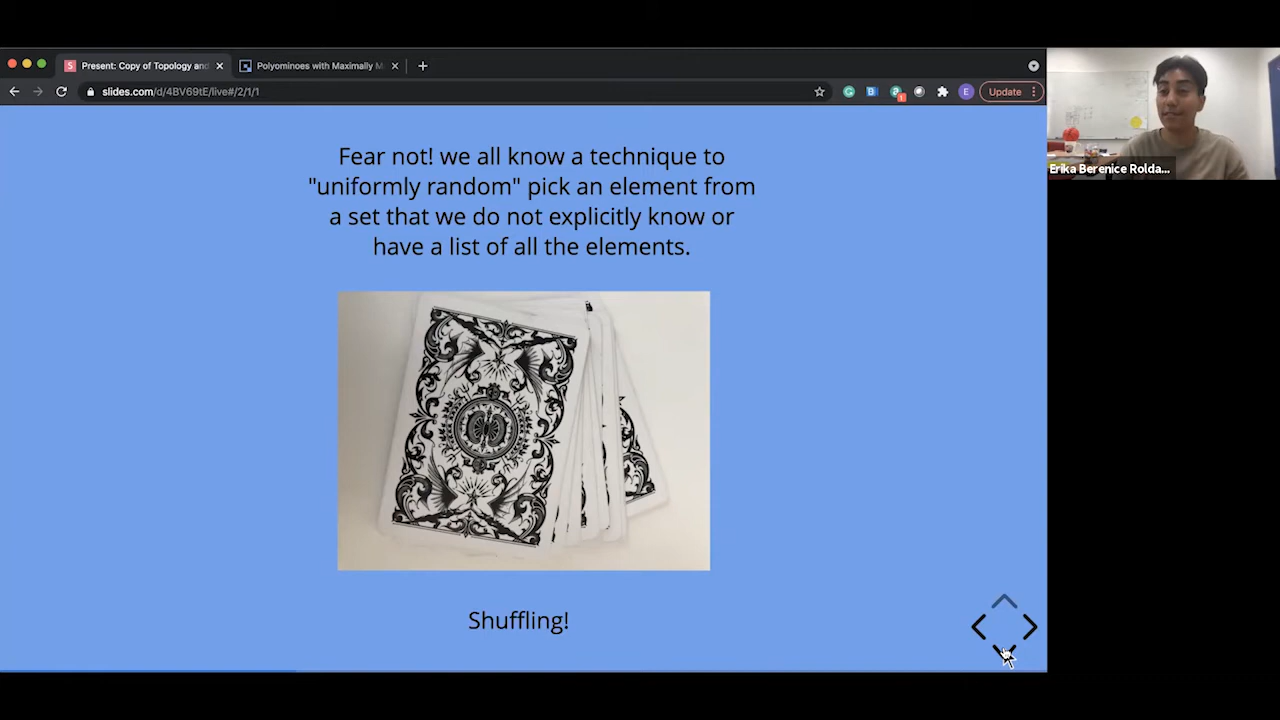 Present: Copy of Topology and
Polyominoes with Maximally M
slides.com/d/4BV69tE/live#/2/1/1
E
Update
Fear not! we all know a technique to
"uniformly random" pick an element from
a set that we do not explicitly know or
have a list of all the elements.
Shuffling!
Erika Berenice Rolda...